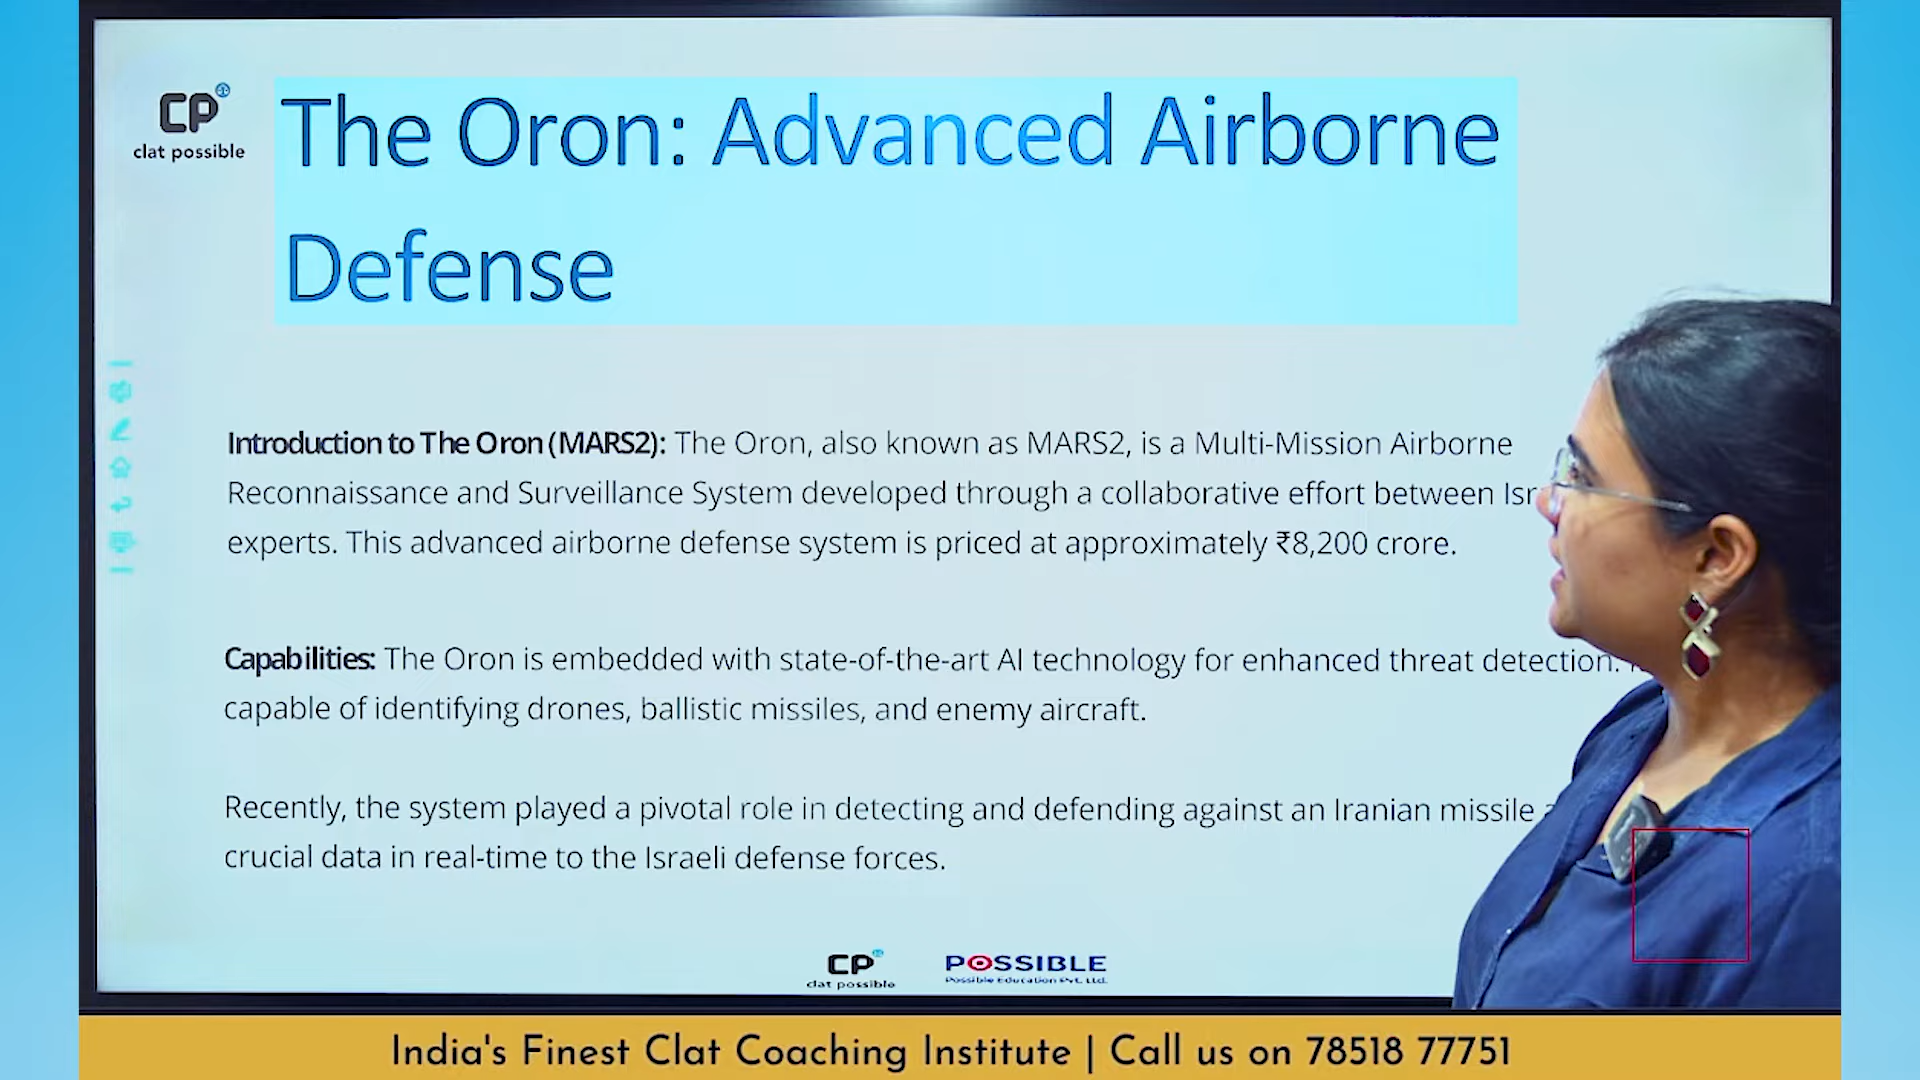 CP
clat possible
The Oron: Advanced Airborne
Defense
Introduction to The Oron (MARS2): The Oron, also known as MARS2, is a Multi-Mission Airborne
Reconnaissance and Surveillance System developed through a collaborative effort between
experts. This advanced airborne defense system is priced at approximately ₹8,200 crore.
Capabilities: The Oron is embedded with state-of-the-art AI technology for enhanced threat detection.
capable of identifying drones, ballistic missiles, and enemy aircraft.
Recently, the system played a pivotal role in detecting and defending against an Iranian missile
crucial data in real-time to the Israeli defense forces.
CP
clat possible
POSSIBLE
Possible Education Pvt. Ltd.
India's Finest Clat Coaching Institute | Call us on 78518 77751